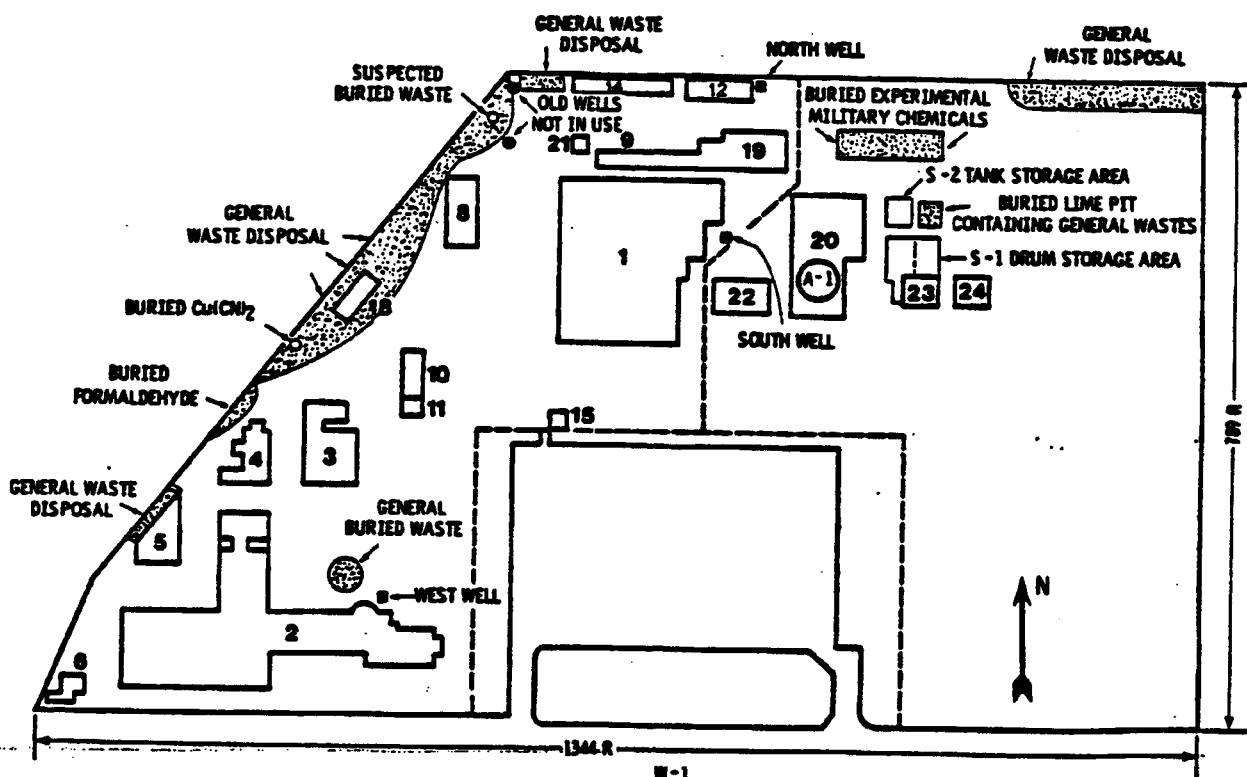 GENERAL WASTE
DISPOSAL
NORTH WELL
GENERAL
WASTE DISPOSAL
SUSPECTED
BURIED WASTE
OLD WELLS
NOT IN USE
14
12
BURIED EXPERIMENTAL
MILITARY CHEMICALS
21
9
19
S-2 TANK STORAGE AREA
BURIED LIME PIT
CONTAINING GENERAL WASTES
8
GENERAL
WASTE DISPOSAL
1
20
S-1 DRUM STORAGE AREA
A-1
22
23
24
18
BURIED Cu(CN)2
SOUTH WELL
BURIED
FORMALDEHYDE
10
11
15
4
3
789 R
GENERAL WASTE
DISPOSAL
5
GENERAL
BURIED WASTE
WEST WELL
N
2
6
1344 R
W-1